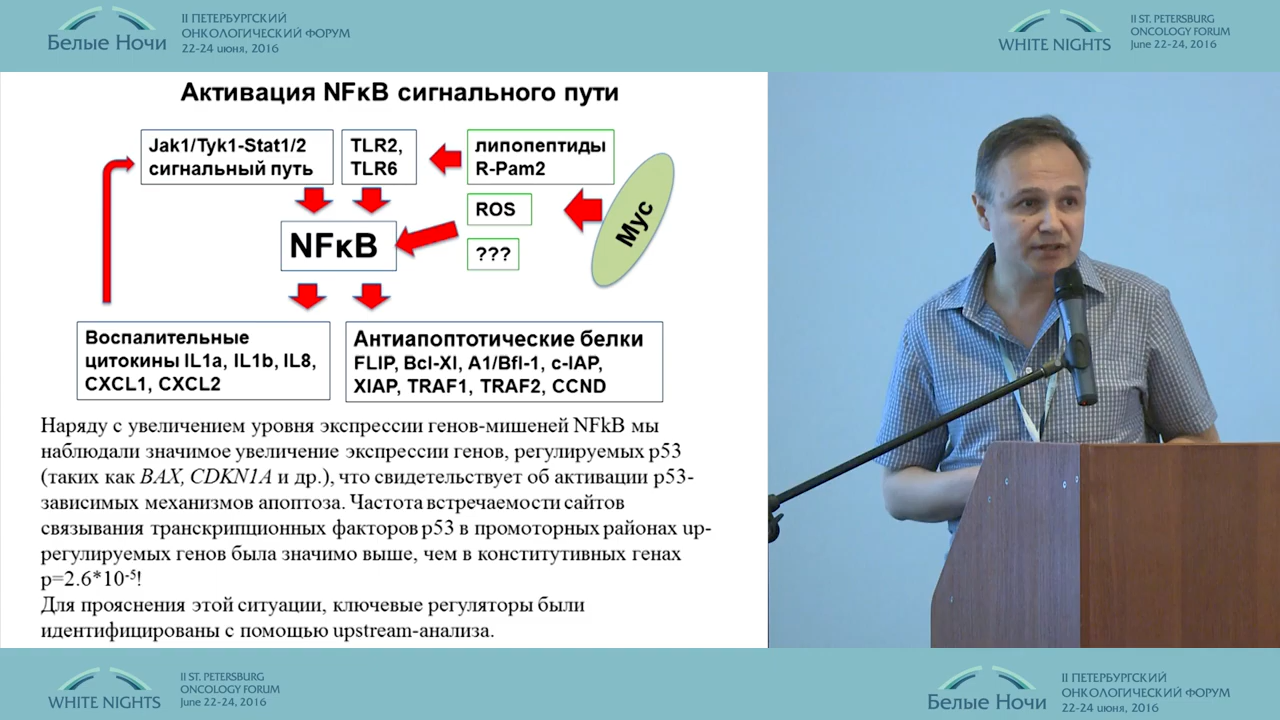 Белые Ночи
II ПЕТЕРБУРГСКИЙ
ОНКОЛОГИЧЕСКИЙ ФОРУМ
22-24 июня, 2016
WHITE NIGHTS
II ST. PETERSBURG
ONCOLOGY FORUM
June 22-24, 2016
Активация NFκB сигнального пути
Jak1/Tyk1-Stat1/2
сигнальный путь
TLR2,
TLR6
липопептиды
R-Pam2
ROS
???
Myc
NFκB
Воспалительные
цитокины IL1a, IL1b, IL8,
CXCL1, CXCL2
Антиапоптотические белки
FLIP, Bcl-Xl, A1/Bfl-1, c-IAP,
XIAP, TRAF1, TRAF2, CCND
Наряду с увеличением уровня экспрессии генов-мишеней NFkB мы
наблюдали значимое увеличение экспрессии генов, регулируемых p53
(таких как BAX, CDKN1A и др.), что свидетельствует об активации p53-
зависимых механизмов апоптоза. Частота встречаемости сайтов
связывания транскрипционных факторов p53 в промоторных районах up-
регулируемых генов была значимо выше, чем в конститутивных генах
p=2.6*10-5!
Для прояснения этой ситуации, ключевые регуляторы были
идентифицированы с помощью upstream-анализа.
WHITE NIGHTS
II ST. PETERSBURG
ONCOLOGY FORUM
June 22-24, 2016
Белые Ночи
II ПЕТЕРБУРГСКИЙ
ОНКОЛОГИЧЕСКИЙ ФОРУМ
22-24 июня, 2016